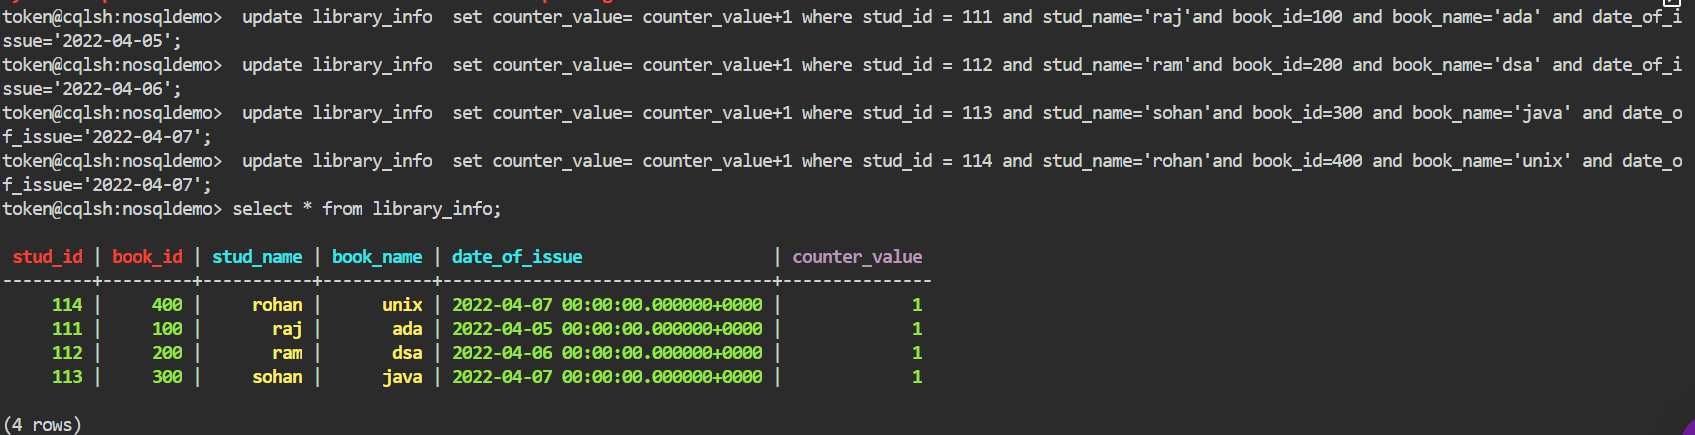 token@cqlsh:nosqldemo>  update library_info  set counter_value= counter_value+1 where stud_id = 111 and stud_name='raj'and book_id=100 and book_name='ada' and date_of_i
ssue='2022-04-05';
token@cqlsh:nosqldemo>  update library_info  set counter_value= counter_value+1 where stud_id = 112 and stud_name='ram'and book_id=200 and book_name='dsa' and date_of_i
ssue='2022-04-06';
token@cqlsh:nosqldemo>  update library_info  set counter_value= counter_value+1 where stud_id = 113 and stud_name='sohan'and book_id=300 and book_name='java' and date_o
f_issue='2022-04-07';
token@cqlsh:nosqldemo>  update library_info  set counter_value= counter_value+1 where stud_id = 114 and stud_name='rohan'and book_id=400 and book_name='unix' and date_o
f_issue='2022-04-07';
token@cqlsh:nosqldemo> select * from library_info;
 stud_id | book_id | stud_name | book_name | date_of_issue                   | counter_value
---------+---------+-----------+-----------+---------------------------------+---------------
     114 |     400 |     rohan |      unix | 2022-04-07 00:00:00.000000+0000 |             1
     111 |     100 |       raj |       ada | 2022-04-05 00:00:00.000000+0000 |             1
     112 |     200 |       ram |       dsa | 2022-04-06 00:00:00.000000+0000 |             1
     113 |     300 |     sohan |      java | 2022-04-07 00:00:00.000000+0000 |             1
(4 rows)